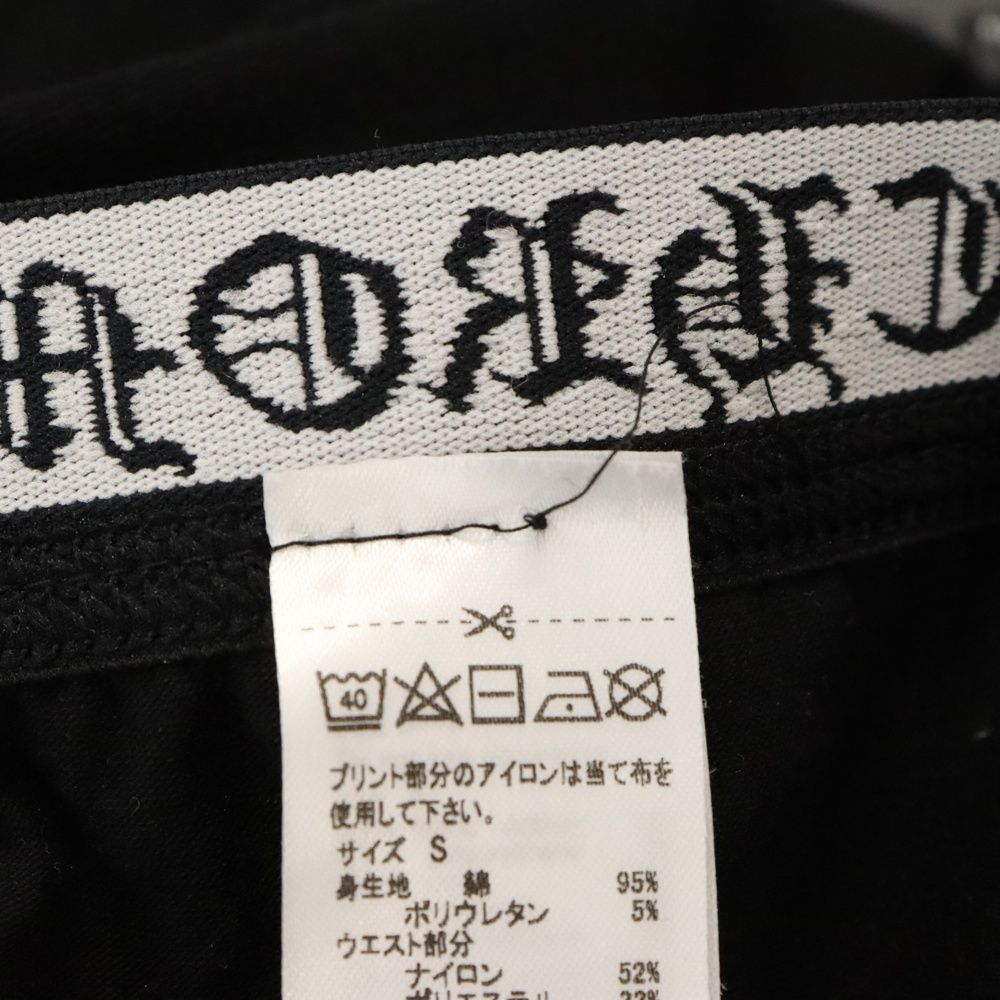 40
プリント部分のアイロンは当て布を
使用して下さい。
サイズ S
身生地 綿 95%
ポリウレタン 5%
ウエスト部分
ナイロン 52%